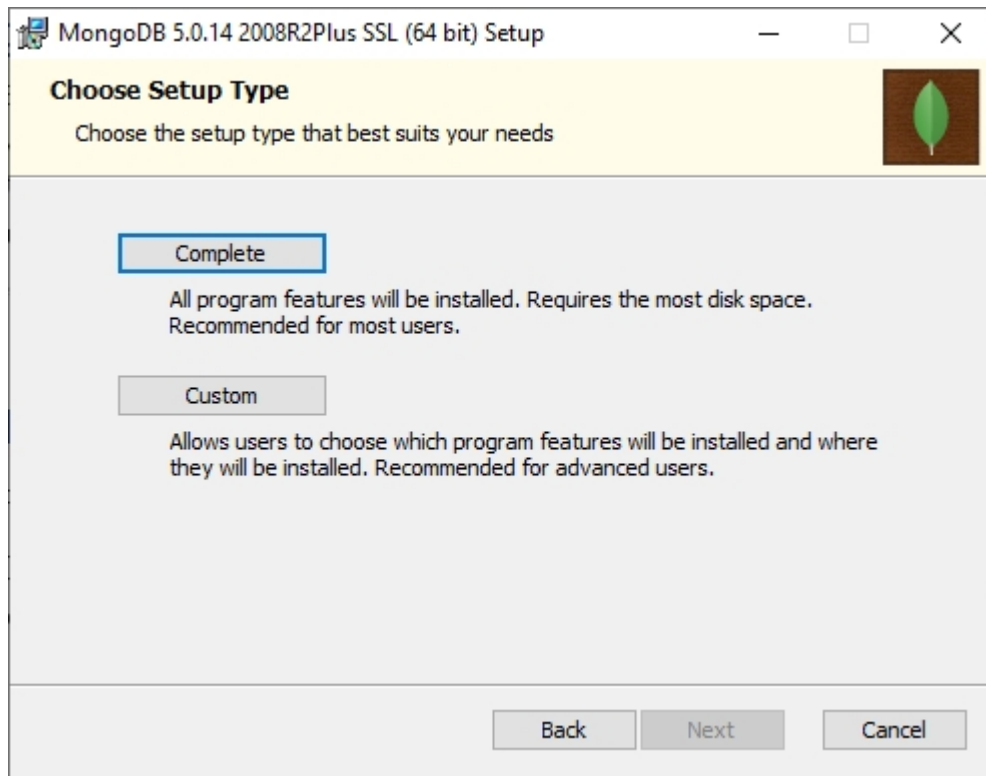 MongoDB 5.0.14 2008R2Plus SSL (64 bit) Setup
Choose Setup Type
Choose the setup type that best suits your needs
Complete
All program features will be installed. Requires the most disk space.
Recommended for most users.
Custom
Allows users to choose which program features will be installed and where
they will be installed. Recommended for advanced users.
Back
Next
Cancel